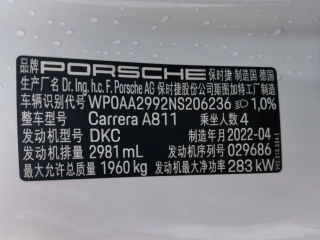 品牌 PORSCHE 保时捷 制造国 德国
生产厂名 Dr. Ing. h.c. F. Porsche AG 保时捷股份公司斯图加特工厂制造
车辆识别代号 WP0AA2992NS206236 1,0%
整车型号 Carrera A811 乘坐人数 4
发动机型号 DKC 制造年月 2022-04
发动机排量 2981 mL 发动机序列号 029686
最大允许总质量 1960 kg 发动机最大净功率 283 kW